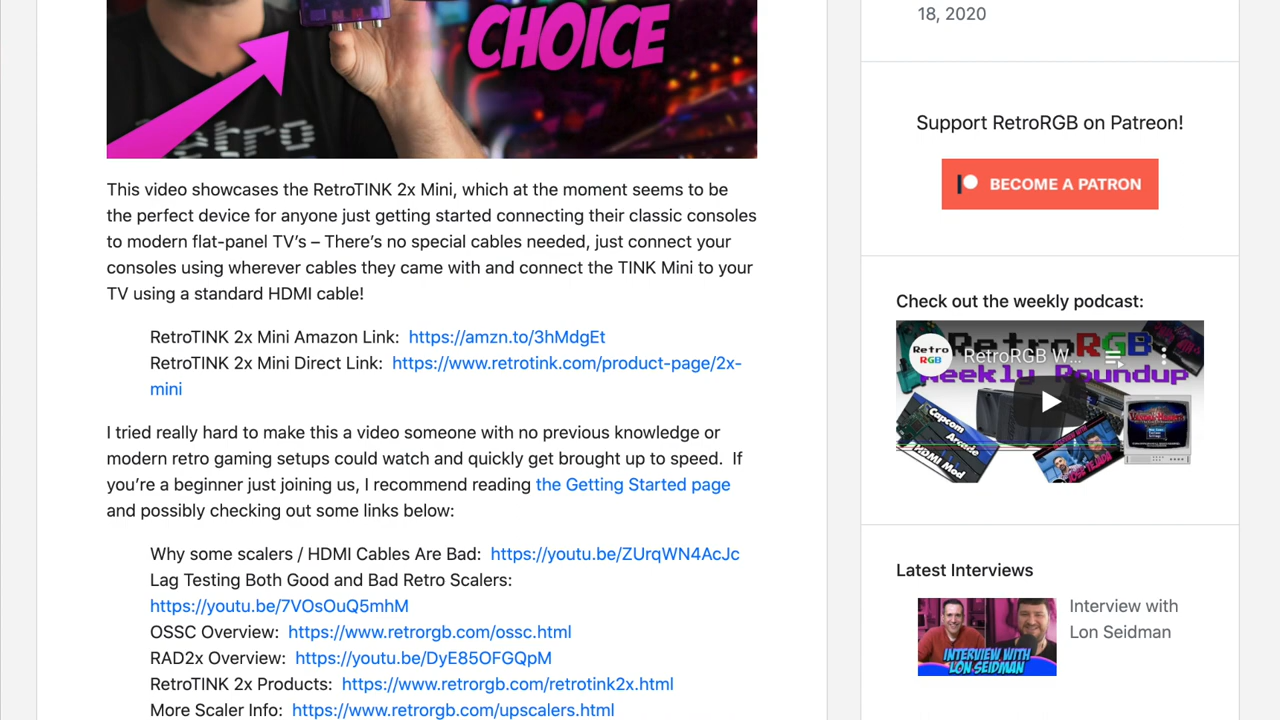 CHOICE
retro
This video showcases the RetroTINK 2x Mini, which at the moment seems to be
the perfect device for anyone just getting started connecting their classic consoles
to modern flat-panel TV's – There's no special cables needed, just connect your
consoles using wherever cables they came with and connect the TINK Mini to your
TV using a standard HDMI cable!
RetroTINK 2x Mini Amazon Link: https://amzn.to/3hMdgEt
RetroTINK 2x Mini Direct Link: https://www.retrotink.com/product-page/2x-
mini
I tried really hard to make this a video someone with no previous knowledge or
modern retro gaming setups could watch and quickly get brought up to speed. If
you're a beginner just joining us, I recommend reading the Getting Started page
and possibly checking out some links below:
Why some scalers / HDMI Cables Are Bad: https://youtu.be/ZUrqWN4AcJc
Lag Testing Both Good and Bad Retro Scalers:
https://youtu.be/7VOsOuQ5mhM
OSSC Overview: https://www.retrorgb.com/ossc.html
RAD2x Overview: https://youtu.be/DyE85OFGQpM
RetroTINK 2x Products: https://www.retrorgb.com/retrotink2x.html
More Scaler Info: https://www.retrorgb.com/upscalers.html
18, 2020
Support RetroRGB on Patreon!
BECOME A PATRON
Check out the weekly podcast:
RetroRGB
Retro
RGB
RetroRGB W...
Weekly Roundup
Capcom
Arcade
HDMI Mod
JOSE TEJADA
Latest Interviews
INTERVIEW WITH
LON SEIDMAN
Interview with
Lon Seidman